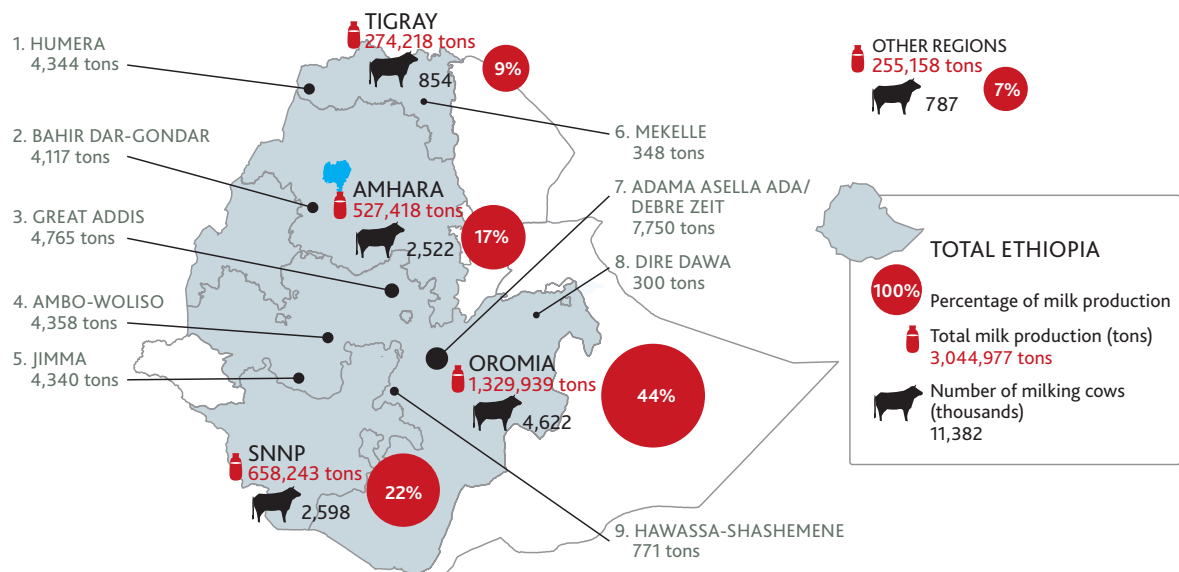 TIGRAY
274,218 tons
854
9%
1. HUMERA
4,344 tons
2. BAHIR DAR-GONDAR
4,117 tons
3. GREAT ADDIS
4,765 tons
4. AMBO-WOLISO
4,358 tons
5. JIMMA
4,340 tons
AMHARA
527,418 tons
2,522
17%
OROMIA
1,329,939 tons
4,622
44%
SNNP
658,243 tons
2,598
22%
6. MEKELLE
348 tons
7. ADAMA ASELLA ADA/
DEBRE ZEIT
7,750 tons
8. DIRE DAWA
300 tons
9. HAWASSA-SHASHEMENE
771 tons
OTHER REGIONS
255,158 tons
787
7%
TOTAL ETHIOPIA
100%
Percentage of milk production
Total milk production (tons)
3,044,977 tons
Number of milking cows
(thousands)
11,382